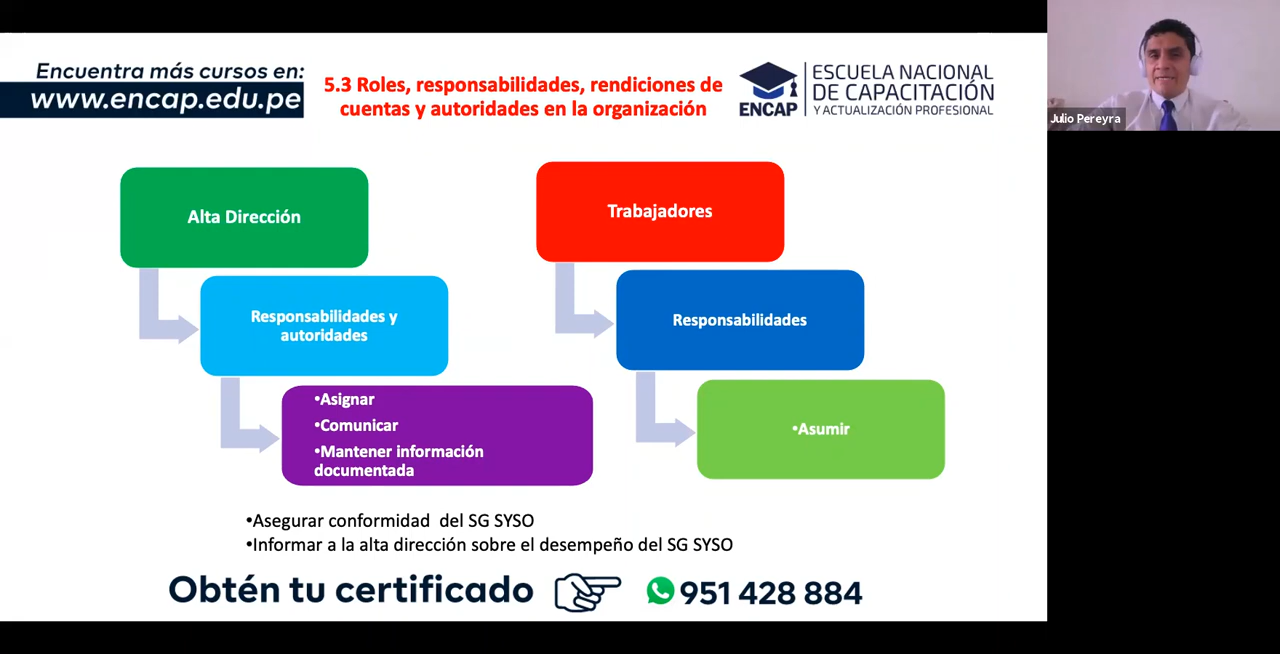 Encuentra más cursos en:
www.encap.edu.pe
5.3 Roles, responsabilidades, rendiciones de
cuentas y autoridades en la organización
ENCAP
ESCUELA NACIONAL
DE CAPACITACIÓN
Y ACTUALIZACIÓN PROFESIONAL
Julio Pereyra
Alta Dirección
Responsabilidades y
autoridades
•Asignar
•Comunicar
•Mantener información
documentada
Trabajadores
Responsabilidades
•Asumir
•Asegurar conformidad del SG SYSO
•Informar a la alta dirección sobre el desempeño del SG SYSO
Obtén tu certificado
951 428 884